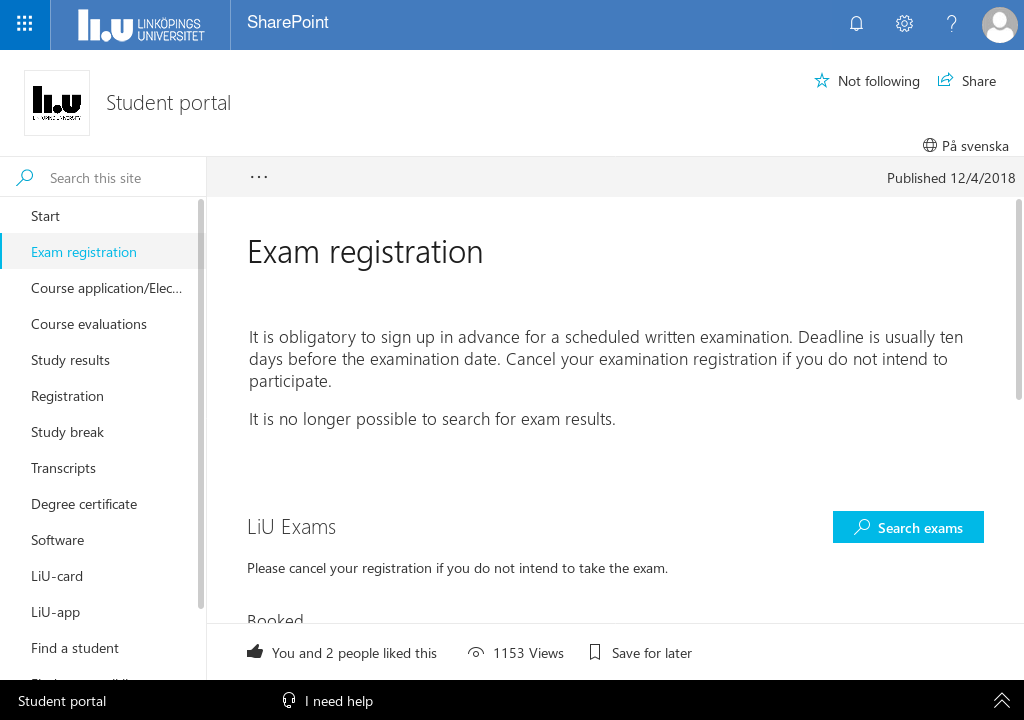 LINKÖPINGS
UNIVERSITET
SharePoint
LINKÖPING UNIVERSITY
Student portal
Not following
Share
På svenska
Search this site
...
Published 12/4/2018
Start
Exam registration
Course application/Elec...
Course evaluations
Study results
Registration
Study break
Transcripts
Degree certificate
Software
LiU-card
LiU-app
Find a student
Exam registration
It is obligatory to sign up in advance for a scheduled written examination. Deadline is usually ten
days before the examination date. Cancel your examination registration if you do not intend to
participate.
It is no longer possible to search for exam results.
LiU Exams
Search exams
Please cancel your registration if you do not intend to take the exam.
Booked
You and 2 people liked this
1153 Views
Save for later
Student portal
I need help